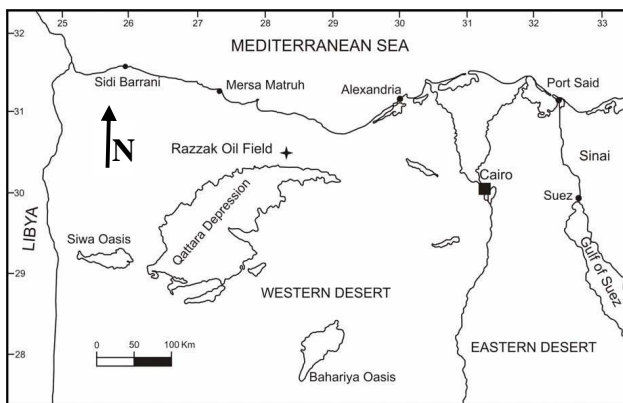 25 26 27 28 29 30 31 32 33
32
MEDITERRANEAN SEA
Sidi Barrani
Mersa Matruh
Alexandria
Port Said
31
N
Razzak Oil Field
Sinai
Cairo
30
Suez
Qattara Depression
LIBYA
Siwa Oasis
Gulf of Suez
29
WESTERN DESERT
0 50 100 Km
28
EASTERN DESERT
Bahariya Oasis